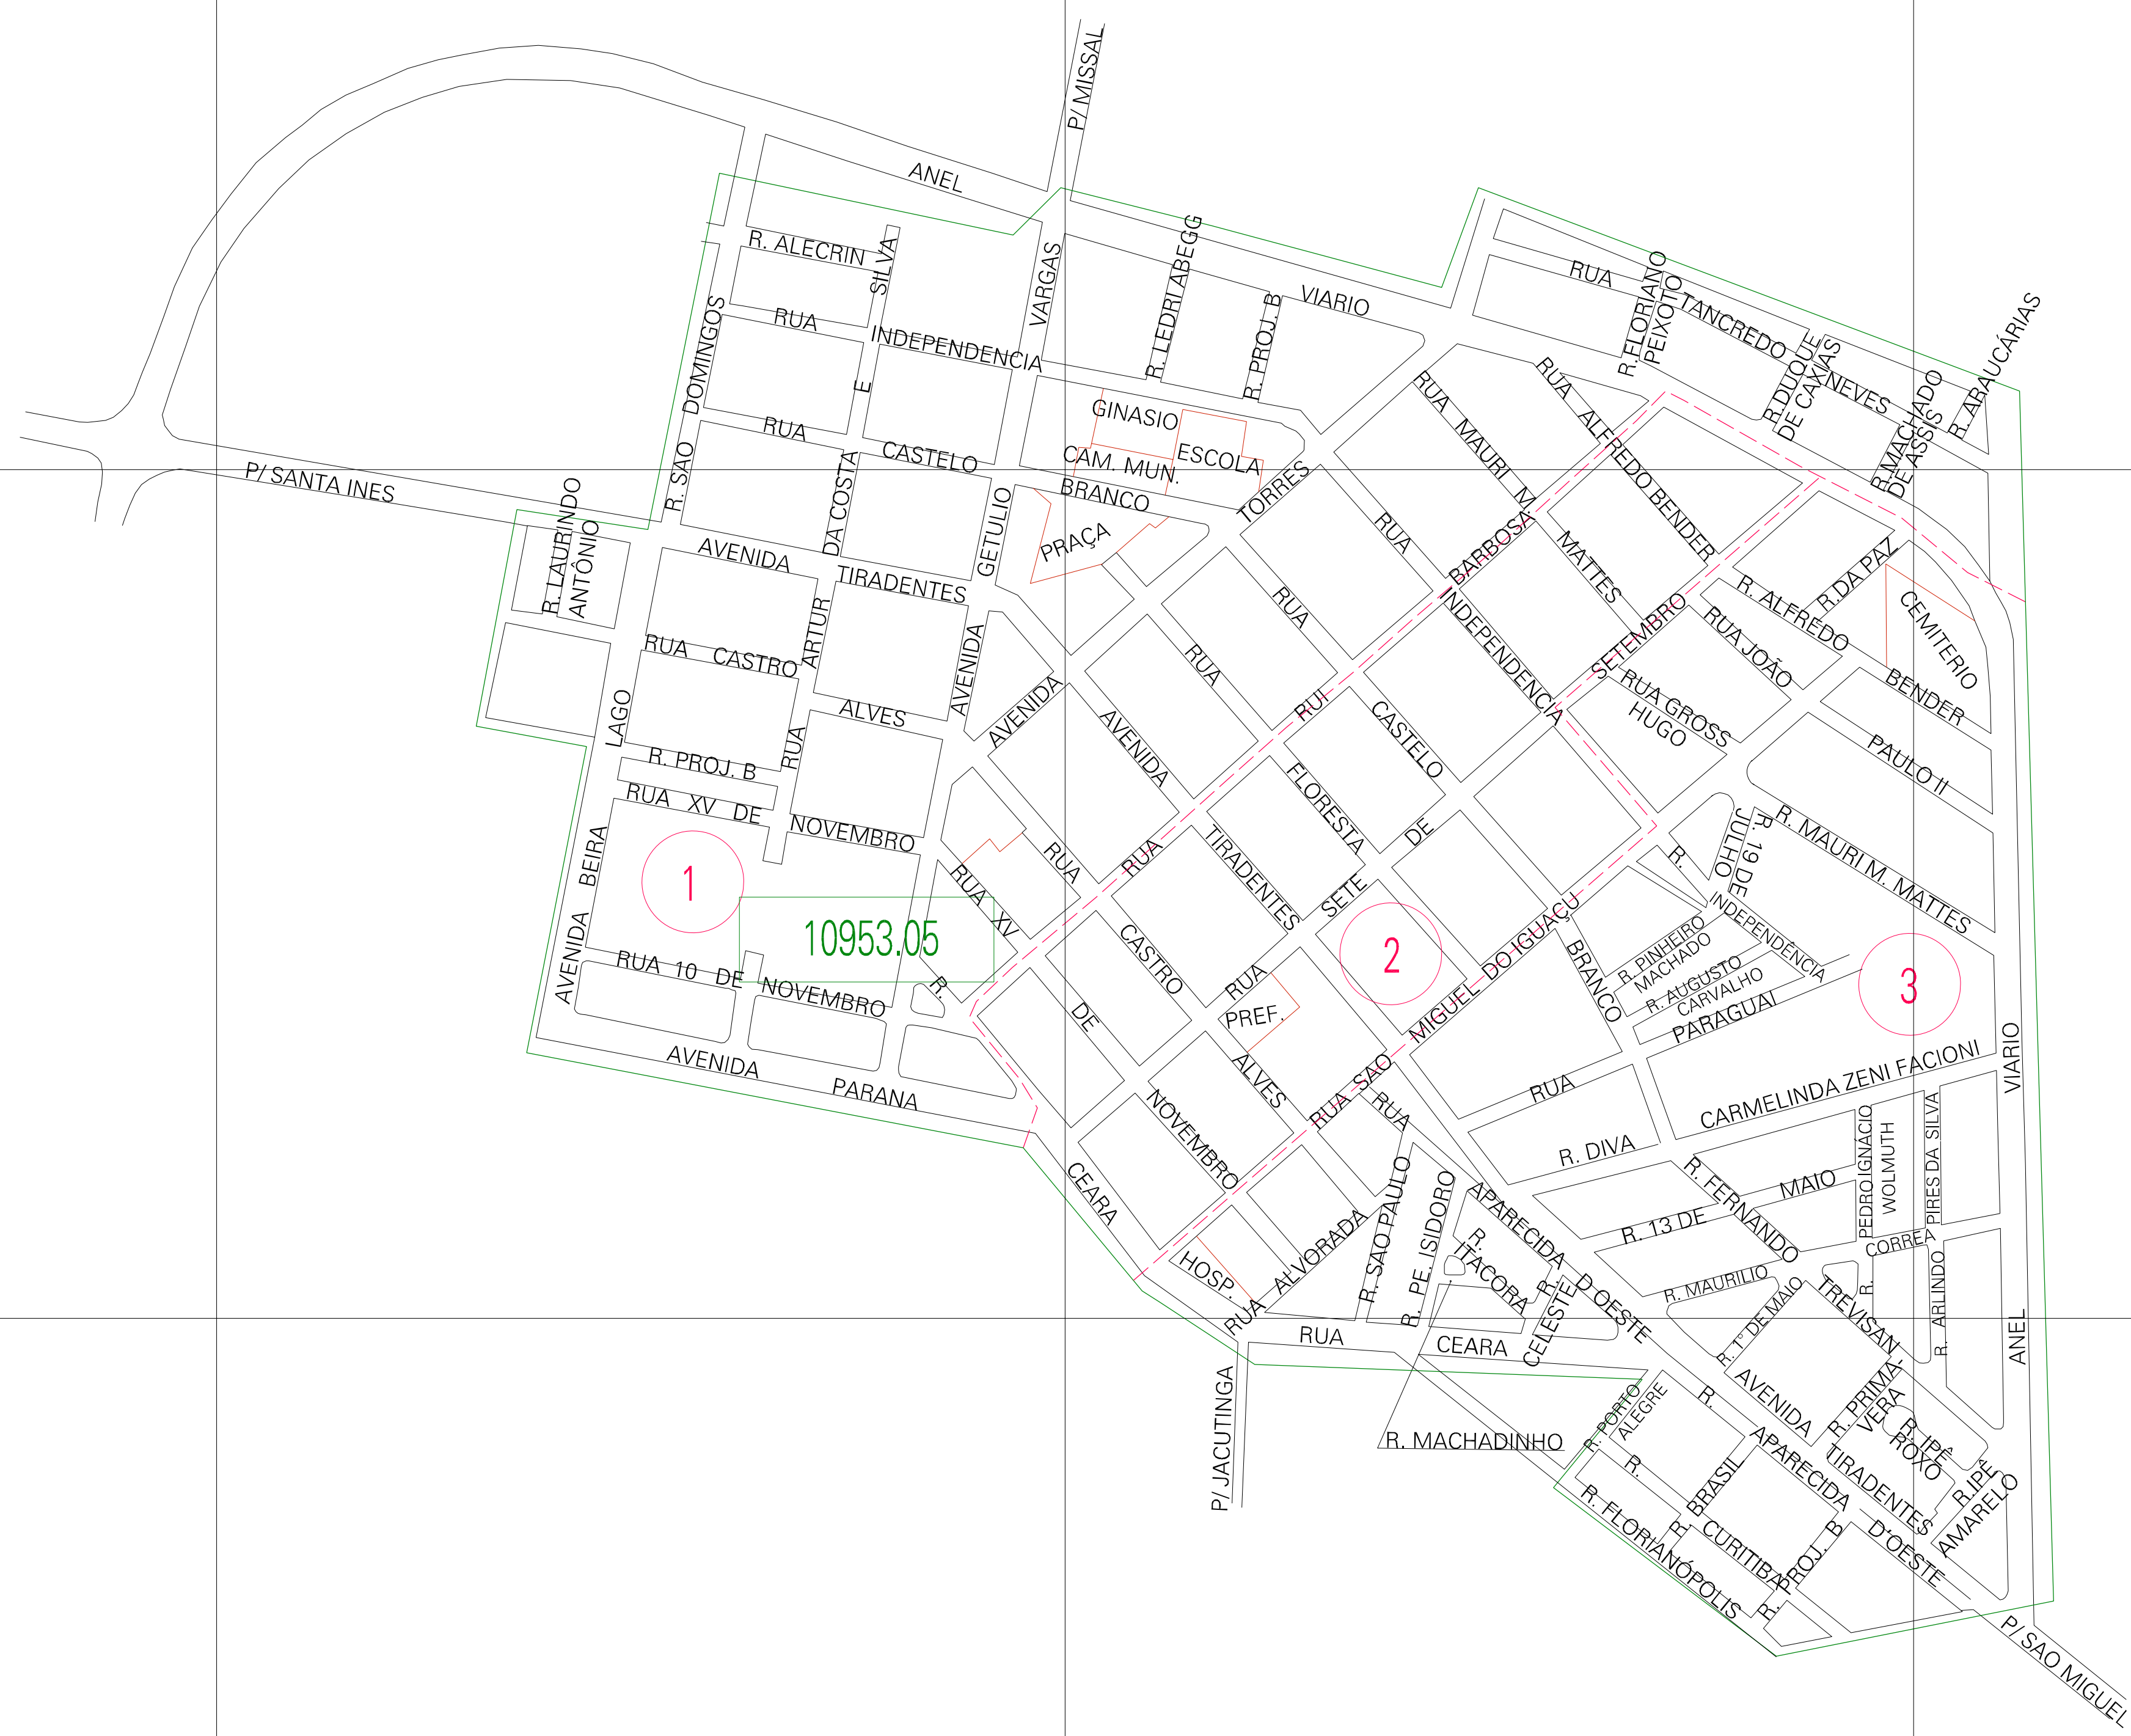 P/ MISSAL
ANEL
R. ALECRIN
SILVA
VARGAS
R. LEDRI ABEGG
R. PROJ. B
VIARIO
RUA
R. FLORIANO
PEIXOTO
TANCREDO
NEVES
R. DUQUE
DE CAXIAS
R. MACHADO
DE ASSIS
R. ARAUCÁRIAS
DOMINGOS
RUA
INDEPENDENCIA
E
RUA
CASTELO
GINASIO
CAM. MUN.
ESCOLA
BRANCO
PRAÇA
TORRES
RUA MAURI M.
MATTES
RUA ALFREDO BENDER
P/ SANTA INES
R. LAURINDO
ANTÔNIO
R. SAO
DA COSTA
GETULIO
AVENIDA
TIRADENTES
RUA
BARBOSA
RUA
INDEPENDENCIA
SETEMBRO
R. ALFREDO
BENDER
R. DA PAZ
CEMITERIO
RUA JOÃO
PAULO II
RUA GROSS
HUGO
RUA CASTRO
ARTUR
AVENIDA
RUA
ALVES
LAGO
R. PROJ. B
RUA
AVENIDA
AVENIDA
RUI
CASTELO
RUA XV DE
NOVEMBRO
FLORESTA
DE
R. MAURI M. MATTES
R. 19 DE
JULHO
R.
INDEPENDÊNCIA
BEIRA
1
RUA
RUA
TIRADENTES
SETE
RUA XV
10953.05
AVENIDA
RUA 10 DE
NOVEMBRO
R.
CASTRO
RUA
2
DO IGUAÇU
MIGUEL
BRANCO
R. PINHEIRO
MACHADO
R. AUGUSTO
CARVALHO
PARAGUAI
3
PREF.
DE
ALVES
AVENIDA
PARANA
RUA SAO
RUA
RUA
CARMELINDA ZENI FACIONI
VIARIO
NOVEMBRO
CEARA
R. DIVA
R. FERNANDO
MAIO
R. 13 DE
PEDRO IGNÁCIO
WOLMUTH
PIRES DA SILVA
CORREA
HOSP.
RUA ALVORADA
R. SAO PAULO
R. PE. ISIDORO
APARECIDA
D OESTE
R.
ITACORA
R.
CELESTE
R. MAURILIO
R. 1º DE MAIO
TREVISAN
R.
R. ARLINDO
ANEL
RUA
CEARA
P/ JACUTINGA
R. MACHADINHO
R. PORTO
ALEGRE
R.
AVENIDA
R. PRIMA-
VERA
R. IPÊ
ROXO
APARECIDA
TIRADENTES
R. IPE
AMARELO
R.
R. BRASIL
CURITIBA
R. PROJ. B
D'OESTE
R. FLORIANÓPOLIS
P/ SAO MIGUEL